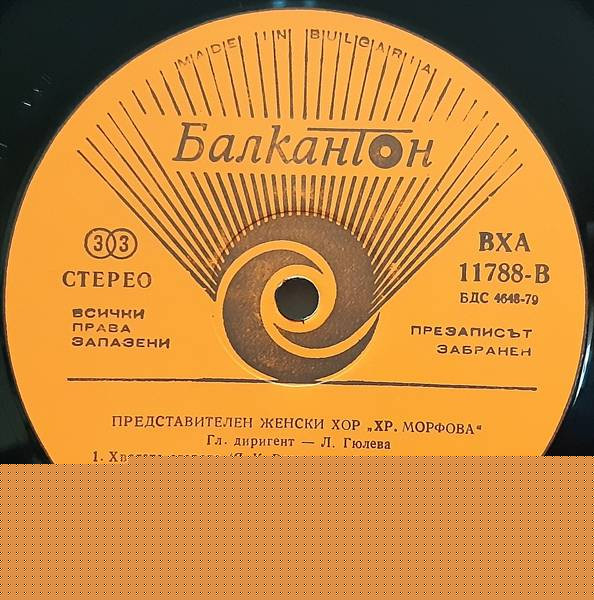 MADE IN BULGARIA
Балкантон
33
СТЕРЕО
ВСИЧКИ
ПРАВА
ЗАПАЗЕНИ
ВХА
11788-В
БДС 4648-79
ПРЕЗАПИСЪТ
ЗАБРАНЕН
ПРЕДСТАВИТЕЛЕН ЖЕНСКИ ХОР „ХР. МОРФОВА“
Гл. диригент — Л. Гюлева
1.